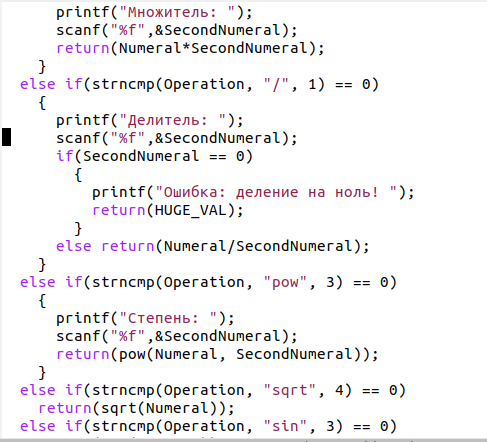 printf("Множитель: ");
scanf("%f",&SecondNumeral);
return(Numeral*SecondNumeral);
}
else if(strncmp(Operation, "/", 1) == 0)
{
printf("Делитель: ");
scanf("%f",&SecondNumeral);
if(SecondNumeral == 0)
{
printf("Ошибка: деление на ноль! ");
return(HUGE_VAL);
}
else return(Numeral/SecondNumeral);
}
else if(strncmp(Operation, "pow", 3) == 0)
{
printf("Степень: ");
scanf("%f",&SecondNumeral);
return(pow(Numeral, SecondNumeral));
}
else if(strncmp(Operation, "sqrt", 4) == 0)
return(sqrt(Numeral));
else if(strncmp(Operation, "sin", 3) == 0)